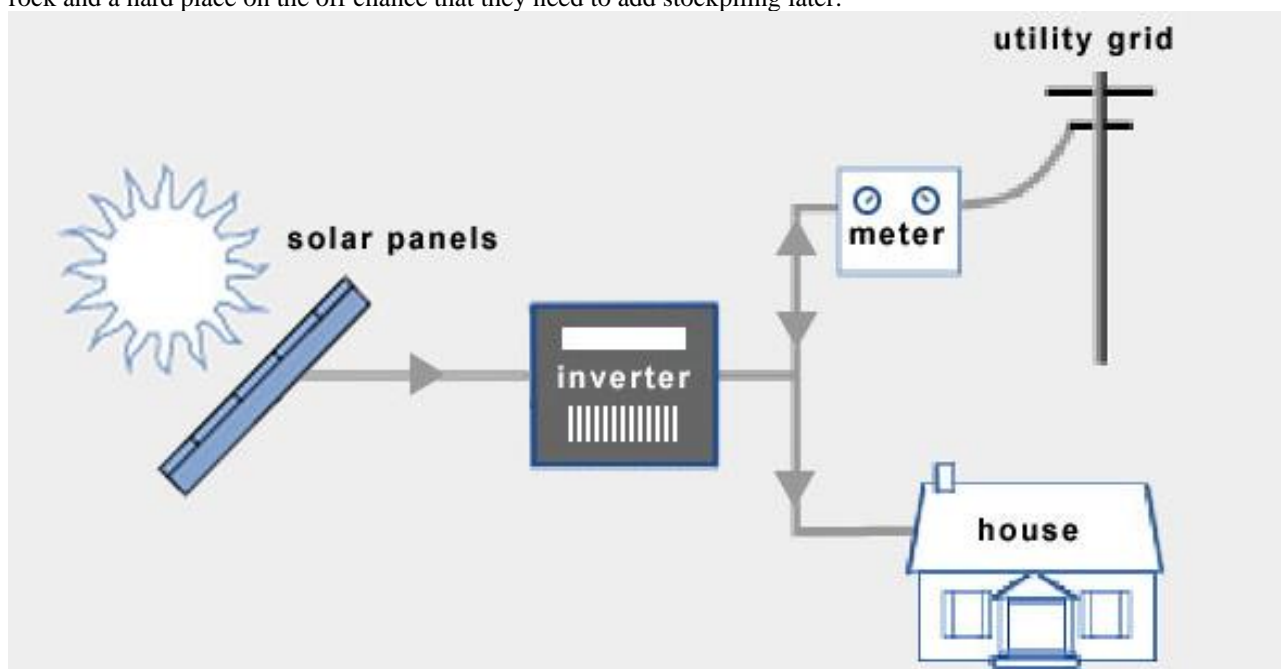 rock and a hard place on the off chance that they need to add stockpiling later.
utility grid
solar panels
meter
inverter
house